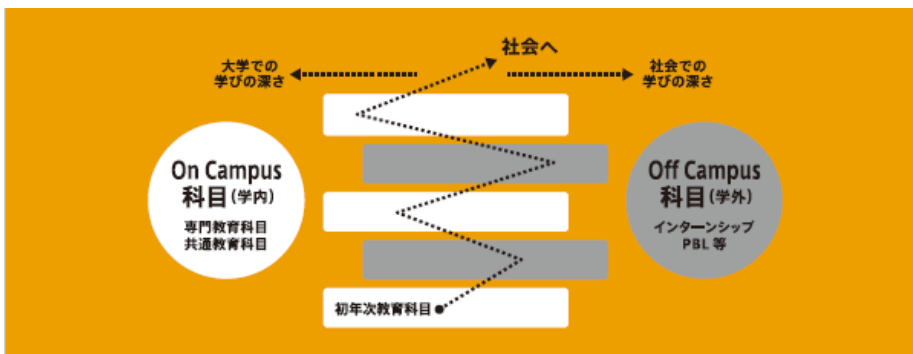 社会へ
大学での
学びの深さ
社会での
学びの深さ
On Campus
科目(学内)
専門教育科目
共通教育科目
Off Campus
科目(学外)
インターンシップ
PBL 等
初年次教育科目